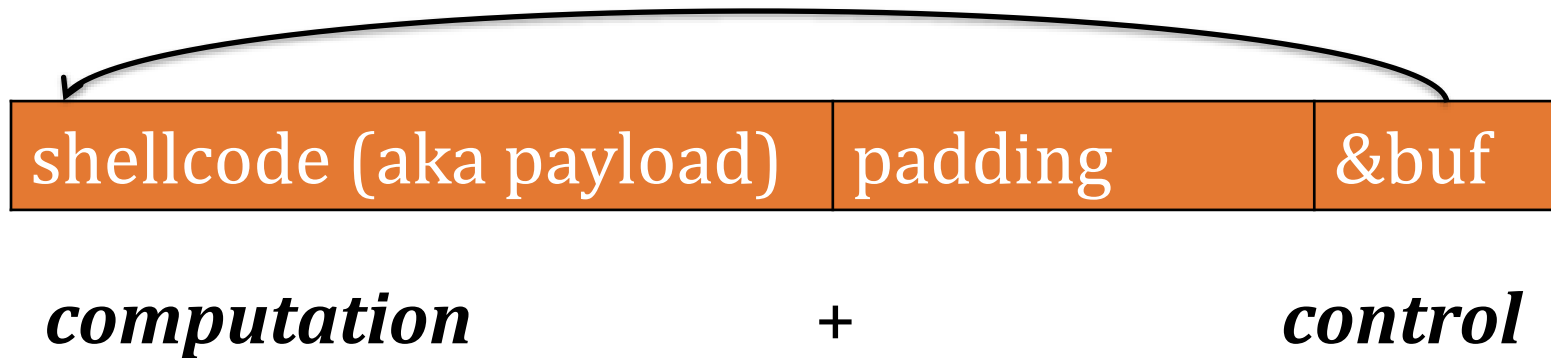 shellcode (aka payload) padding &buf
computation + control